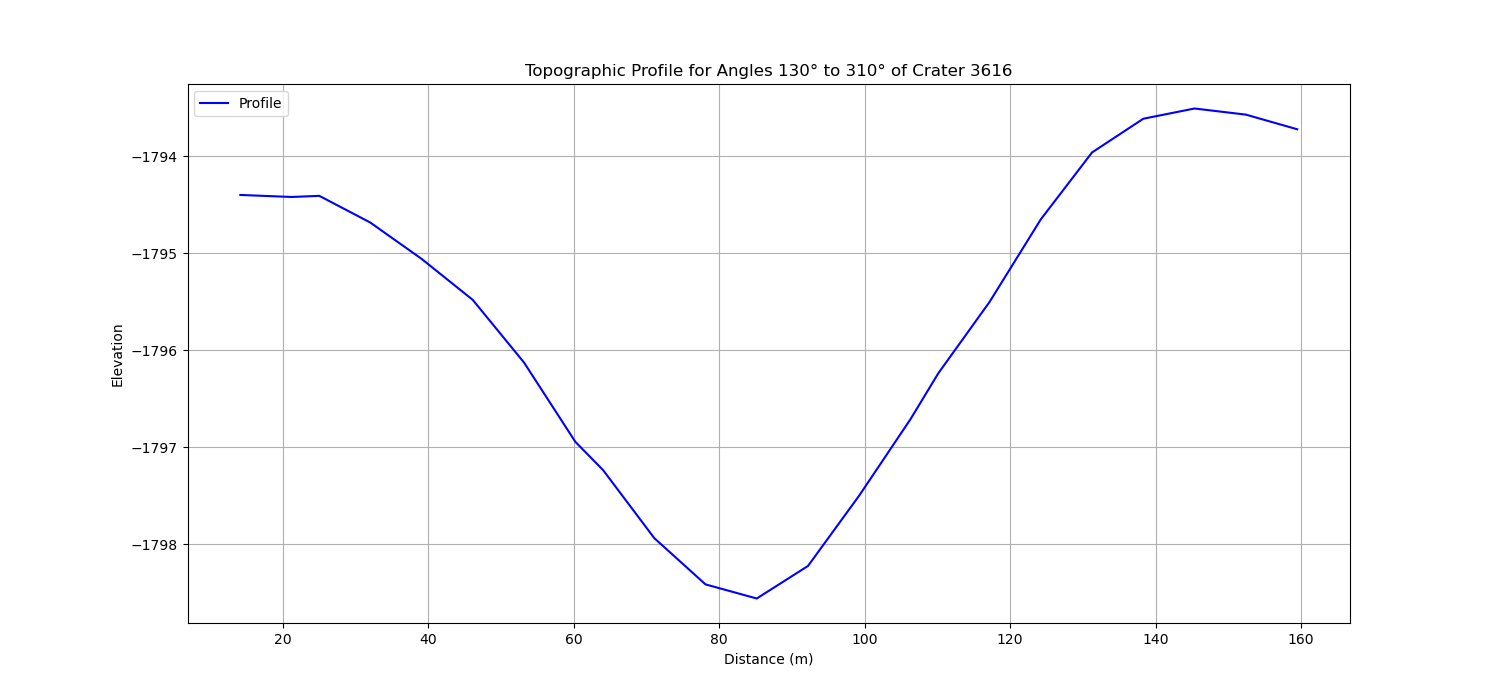 Topographic Profile for Angles 130° to 310° of Crater 3616
Profile
−1794
−1795
−1796
−1797
−1798
Elevation
20 40 60 80 100 120 140 160
Distance (m)